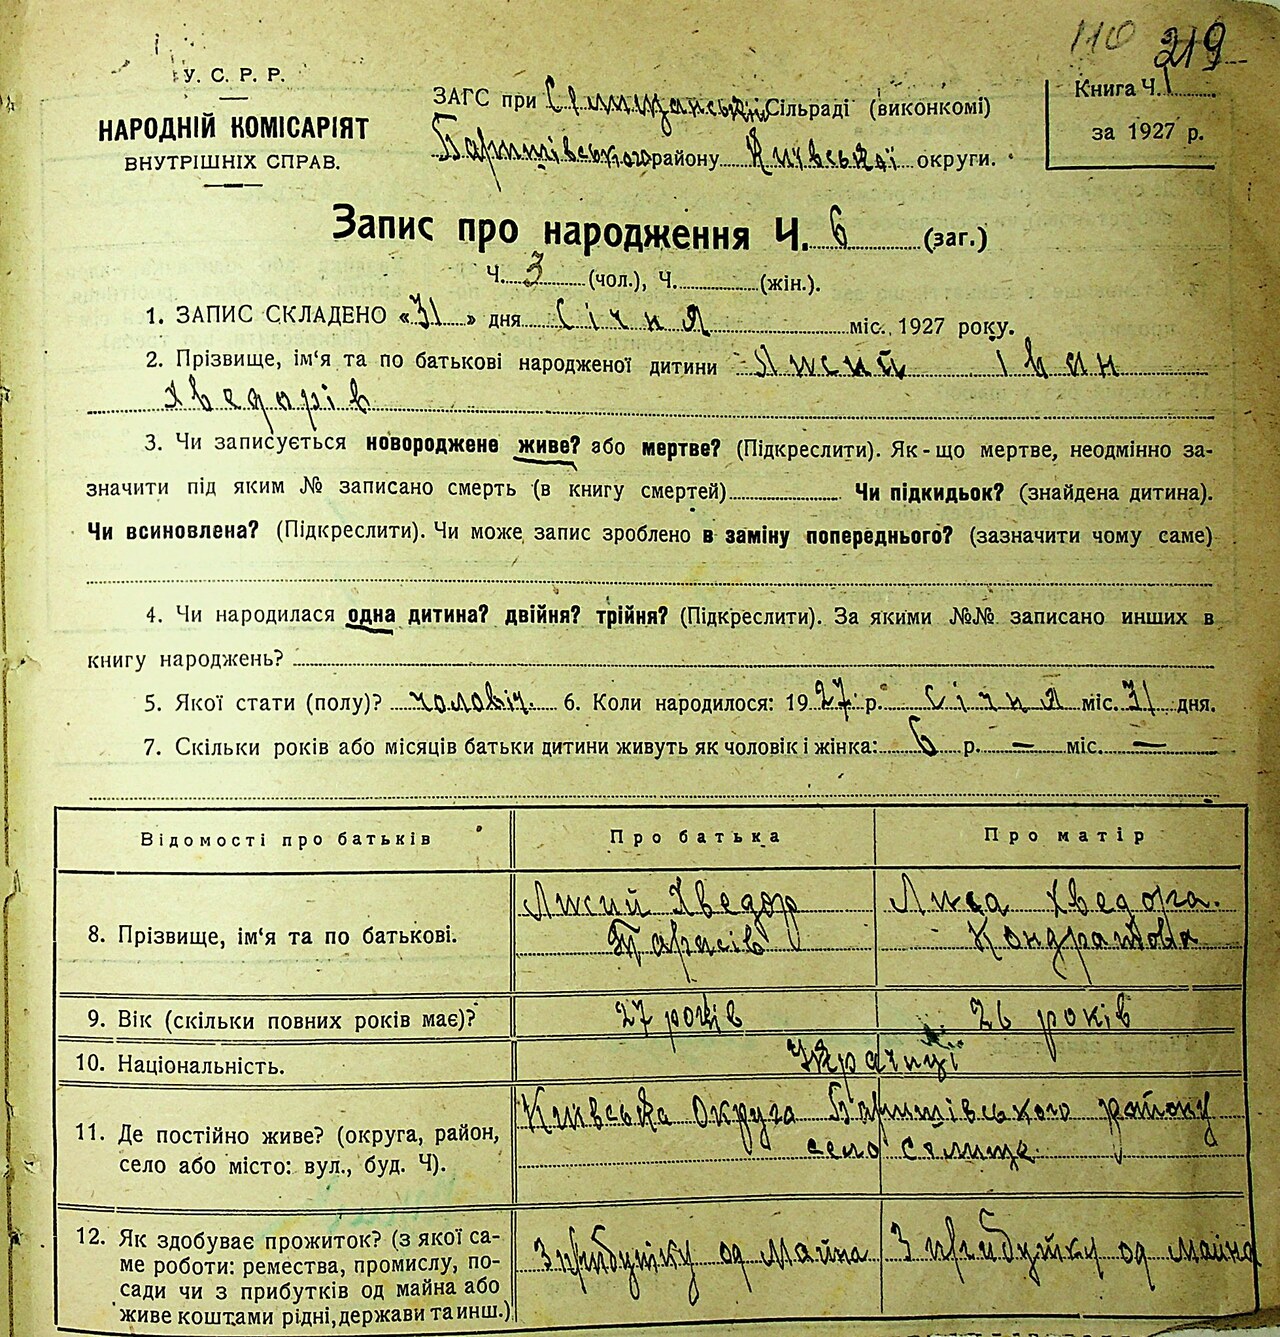 110 219
У. С. Р. Р.
НАРОДНІЙ КОМІСАРІЯТ
ВНУТРІШНІХ СПРАВ.
ЗАГС при Селищанській Сільраді (виконкомі)
Баришівського району Київської округи.
Книга Ч. 1
за 1927 р.
Запис про народження Ч. 6 (заг.)
Ч. 3 (чол.), Ч. (жін.).
1. ЗАПИС СКЛАДЕНО «31» дня Січня міс. 1927 року.
2. Прізвище, ім‘я та по батькові народженої дитини Лисий Іван
Хведорів
3. Чи записується новороджене живе? або мертве? (Підкреслити). Як-що мертве, неодмінно за-
значити під яким № записано смерть (в книгу смертей) Чи підкидьок? (знайдена дитина).
Чи всиновлена? (Підкреслити). Чи може запис зроблено в заміну попереднього? (зазначити чому саме)
4. Чи народилася одна дитина? двійня? трійня? (Підкреслити). За якими №№ записано инших в
книгу народжень?
5. Якої стати (полу)? чоловіч. 6. Коли народилося: 1927 р. січня міс. 31 дня.
7. Скільки років або місяців батьки дитини живуть як чоловік і жінка: 6 р. — міс. —
Відомості про батьків Про батька Про матір
8. Прізвище, ім‘я та по батькові.
Лисий Хведор
Тарасів
Лиса Хведора.
Кондратова
9. Вік (скільки повних років має)? 27 років 26 років
10. Національність. Українці
11. Де постійно живе? (округа, район,
село або місто: вул., буд. Ч).
Київська Округа Баришівського району
село селище
12. Як здобуває прожиток? (з якої са-
ме роботи: ремества, промислу, по-
сади чи з прибутків од майна або
живе коштами рідні, держави та инш.)
З прибутку од майна З прибутку од майна